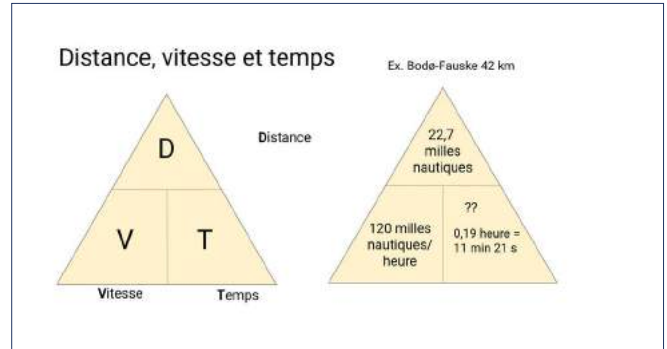 Distance, vitesse et temps
Ex. Bodø-Fauske 42 km
D
Distance
V
T
Vitesse
Temps
22,7
milles
nautiques
120 milles
nautiques/
heure
??
0,19 heure =
11 min 21 s